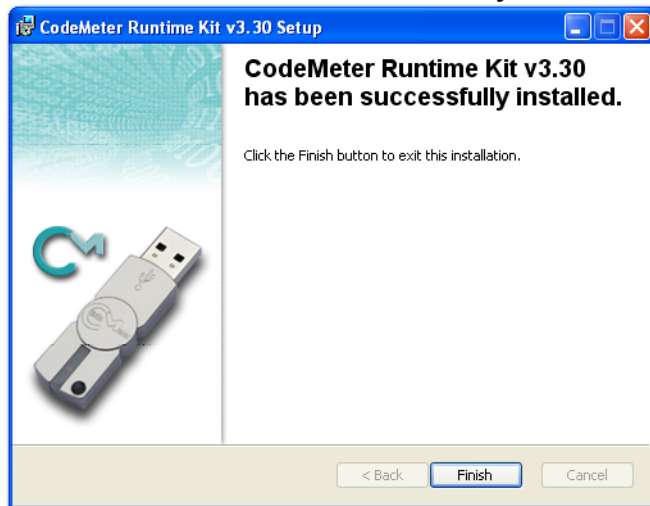 CodeMeter Runtime Kit v3.30 Setup
CodeMeter Runtime Kit v3.30
has been successfully installed.
Click the Finish button to exit this installation.
CM
< Back
Finish
Cancel